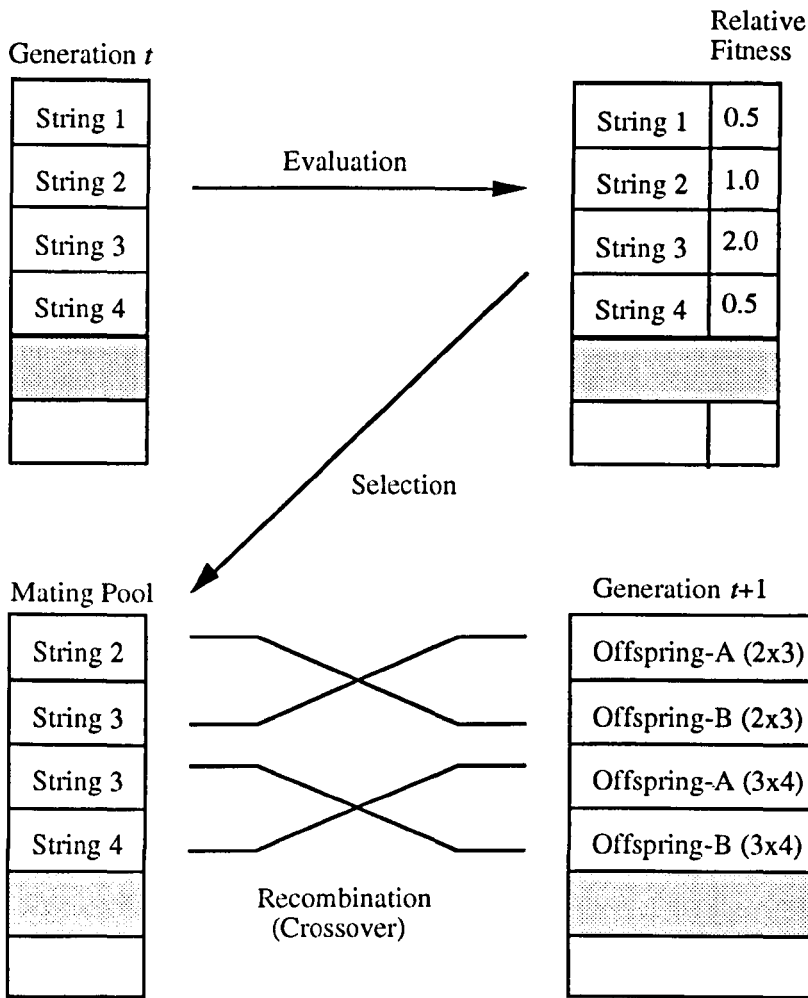 Generation t
Relative
Fitness
String 1
String 2
String 3
String 4
Evaluation
String 1 0.5
String 2 1.0
String 3 2.0
String 4 0.5
Selection
Mating Pool
Generation t+1
String 2
String 3
String 3
String 4
Recombination
(Crossover)
Offspring-A (2x3)
Offspring-B (2x3)
Offspring-A (3x4)
Offspring-B (3x4)